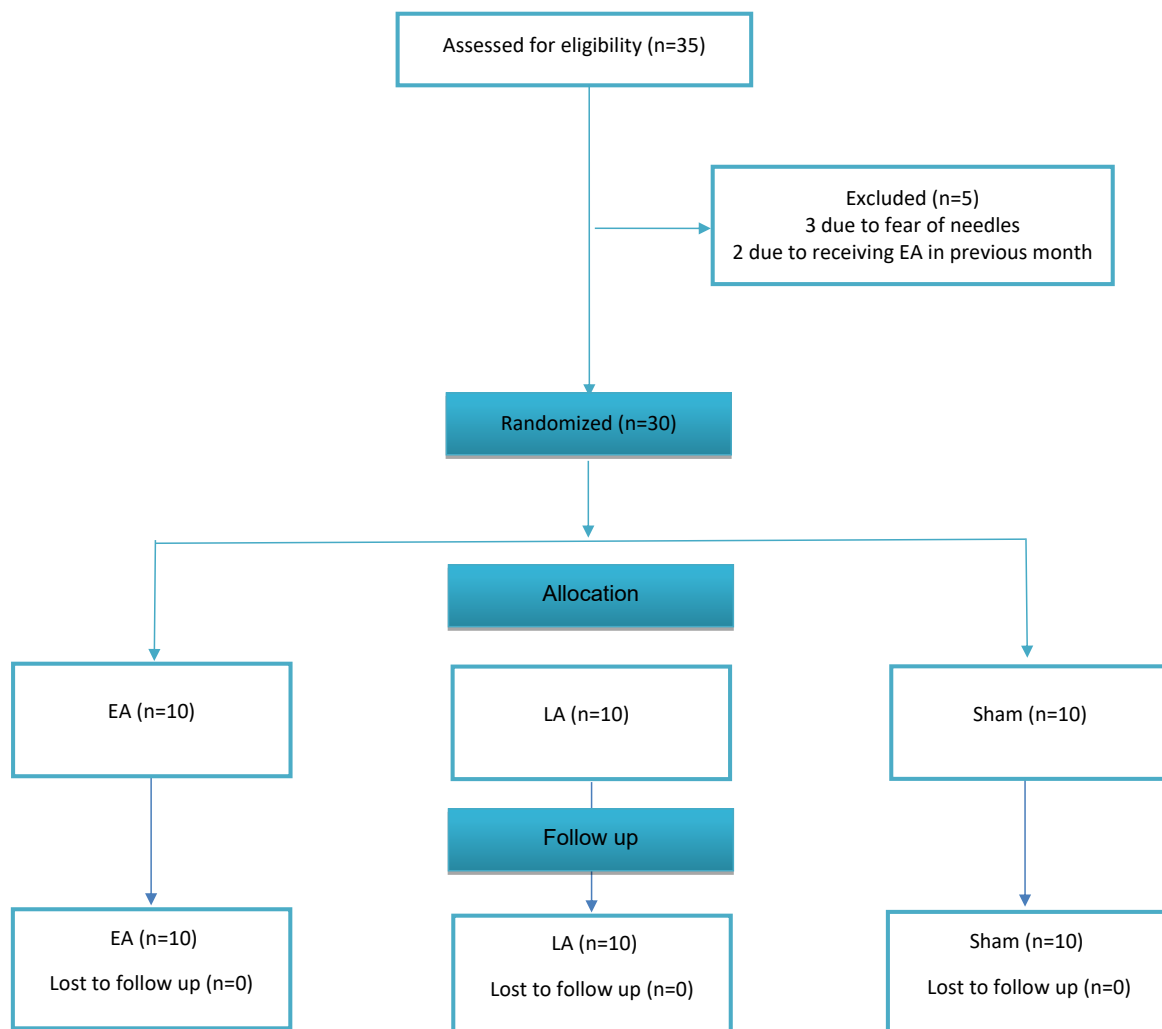 Assessed for eligibility (n=35)
Excluded (n=5)
3 due to fear of needles
2 due to receiving EA in previous month
Randomized (n=30)
Allocation
EA (n=10)
LA (n=10)
Sham (n=10)
Follow up
EA (n=10)
Lost to follow up (n=0)
LA (n=10)
Lost to follow up (n=0)
Sham (n=10)
Lost to follow up (n=0)